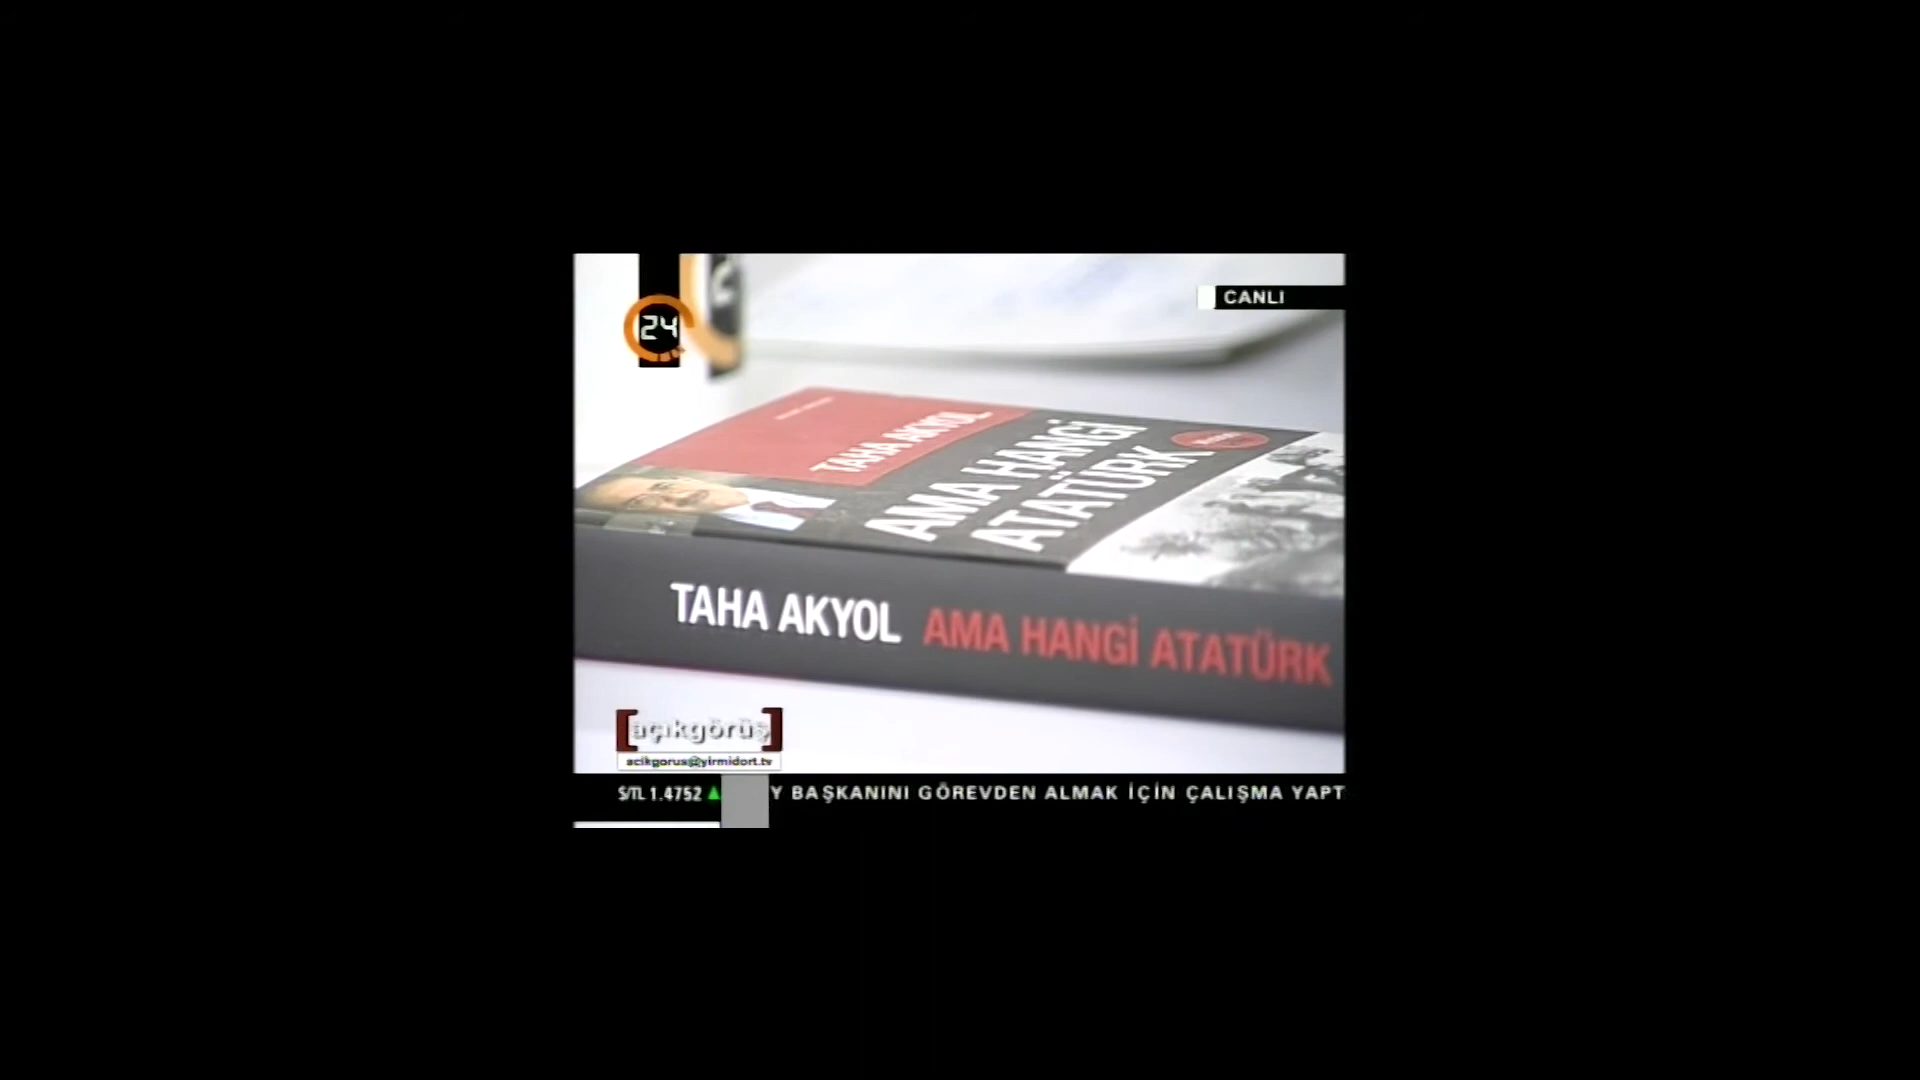 24
CANLI
TAHA AKYOL
AMA HANGİ
ATATÜRK
TAHA AKYOL AMA HANGİ ATATÜRK
[açıkgörüş]
acikgorus@yirmidort.tv
S/TL 1.4752 ▲ Y BAŞKANINI GÖREVDEN ALMAK İÇİN ÇALIŞMA YAPT